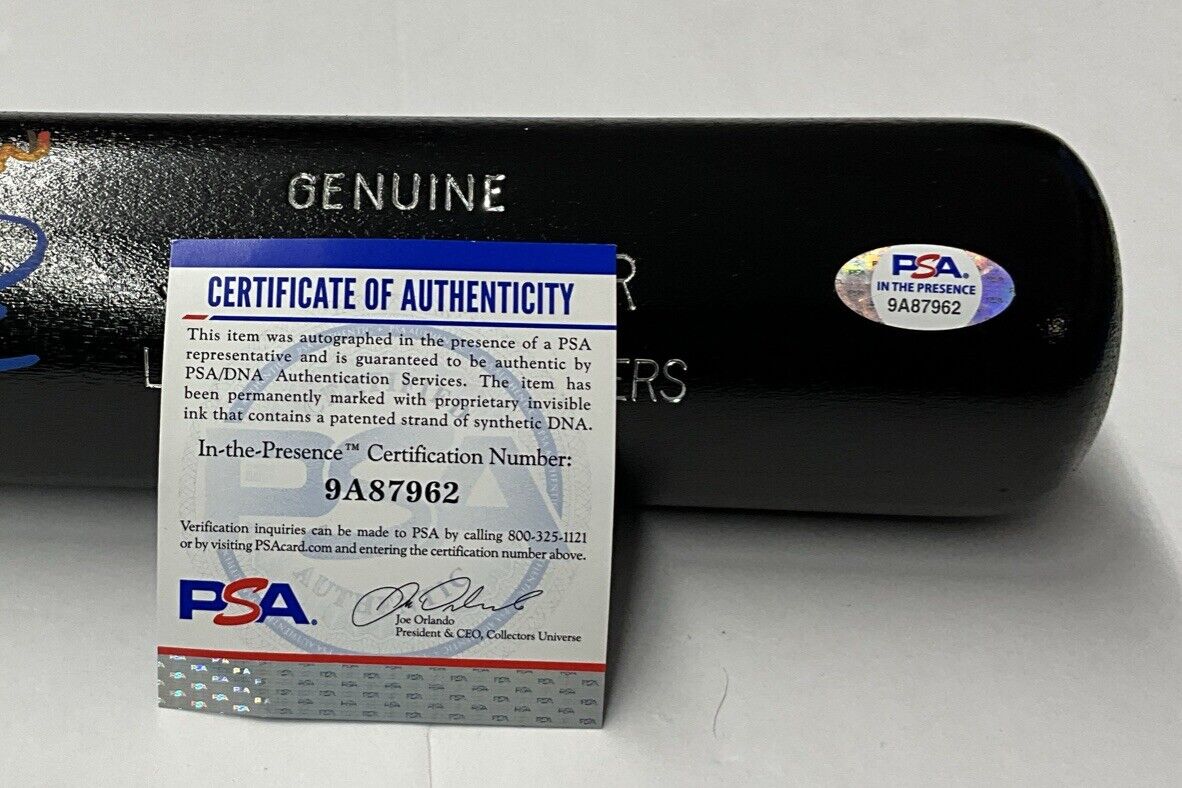 GENUINE
R
L
ERS
PSA
IN THE PRESENCE
9A87962
CERTIFICATE OF AUTHENTICITY
This item was autographed in the presence of a PSA
representative and is guaranteed to be authentic by
PSA/DNA Authentication Services. The item has
been permanently marked with proprietary invisible
ink that contains a patented strand of synthetic DNA.
In-the-Presence™ Certification Number:
9A87962
Verification inquiries can be made to PSA by calling 800-325-1121
or by visiting PSAcard.com and entering the certification number above.
PSA.
Joe Orlando
President & CEO, Collectors Universe